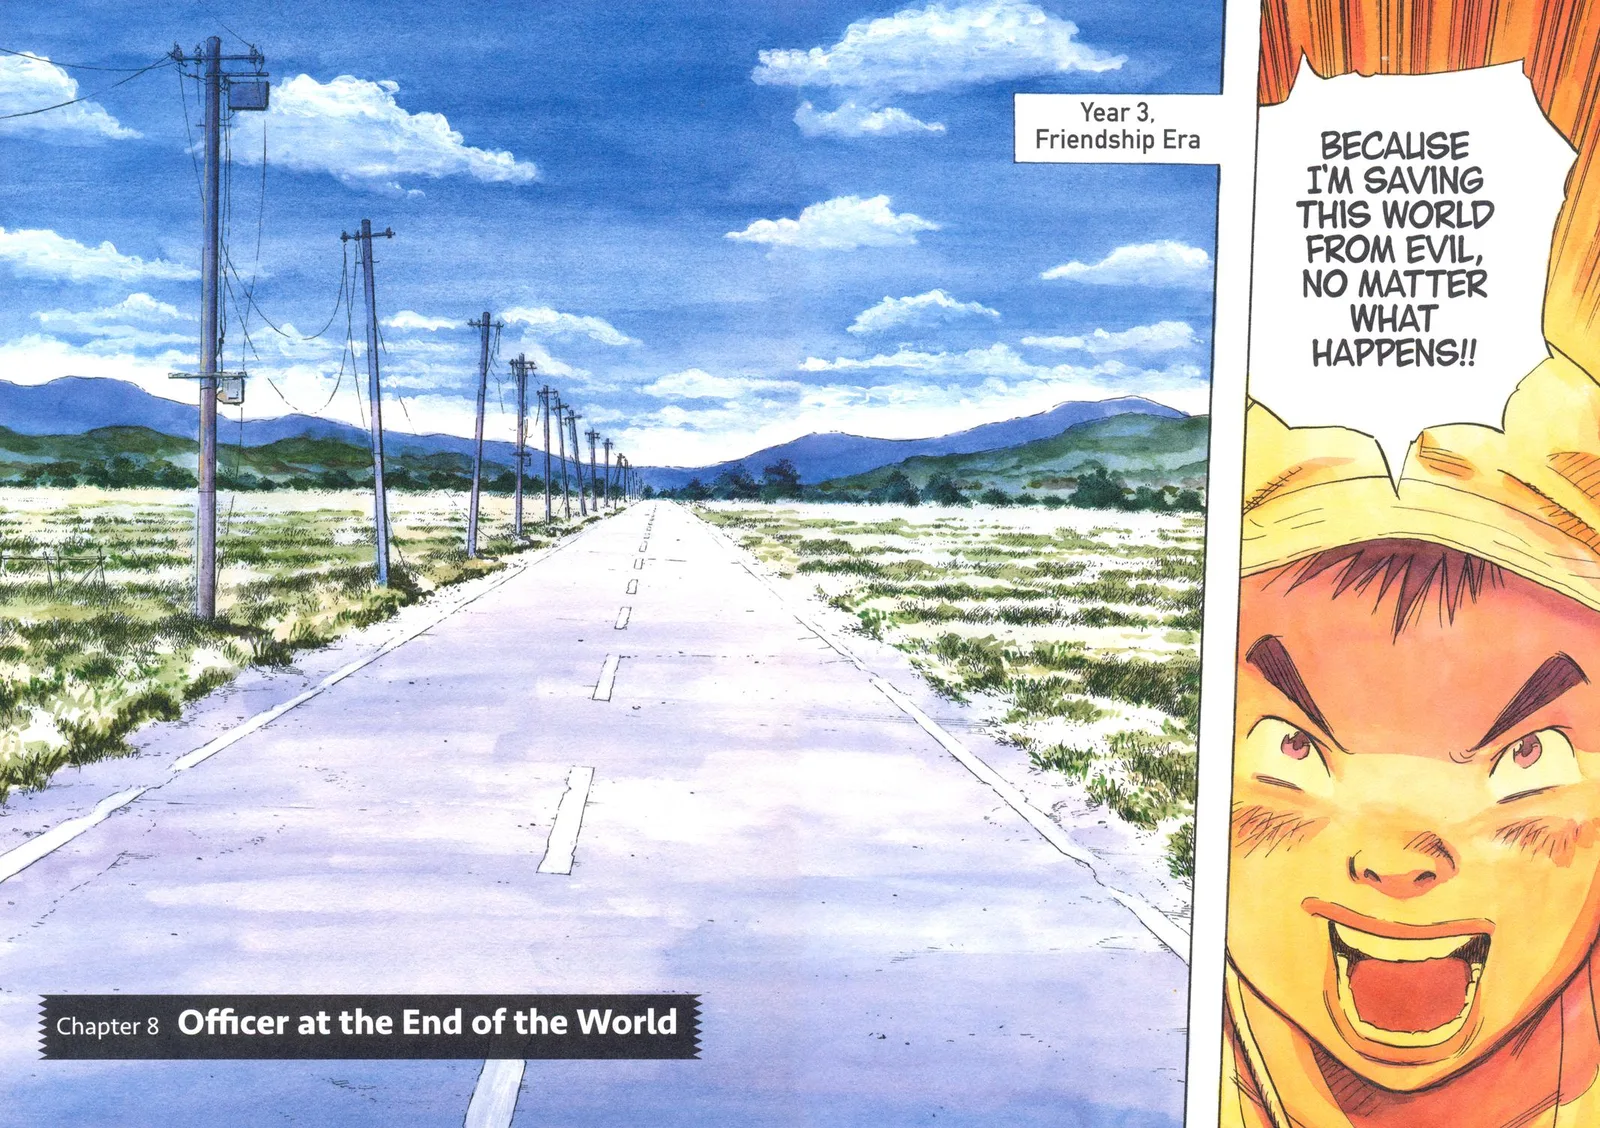 BECAUSE
I'M SAVING
THIS WORLD
FROM EVIL,
NO MATTER
WHAT
HAPPENS!!
Year 3,
Friendship Era
Chapter 8 Officer at the End of the World